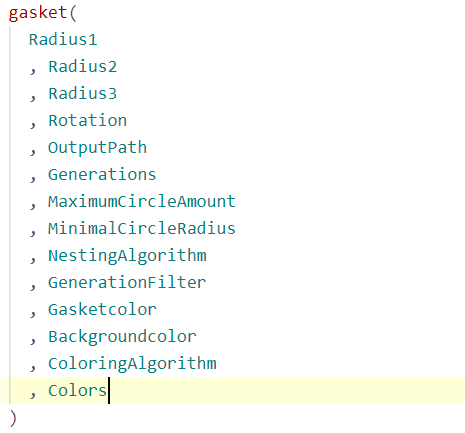 gasket(
Radius1
, Radius2
, Radius3
, Rotation
, OutputPath
, Generations
, MaximumCircleAmount
, MinimalCircleRadius
, NestingAlgorithm
, GenerationFilter
, Gasketcolor
, Backgroundcolor
, ColoringAlgorithm
, Colors
)